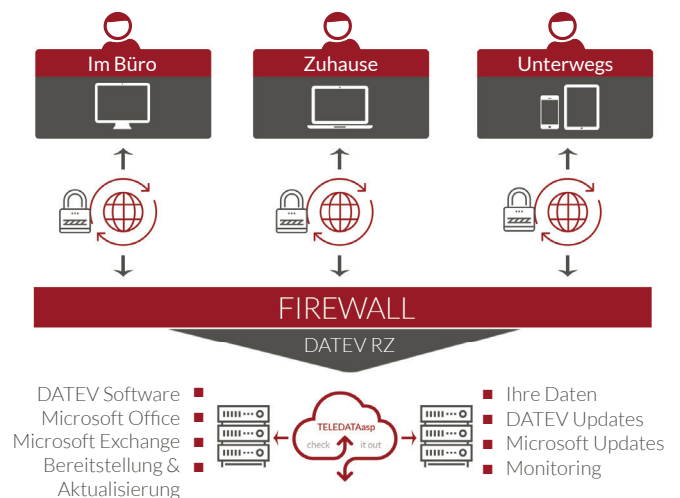 Im Büro
Zuhause
Unterwegs
FIREWALL
DATEV RZ
DATEV Software
Microsoft Office
Microsoft Exchange
Bereitstellung &
Aktualisierung
TELEDATAasp
check it out
Ihre Daten
DATEV Updates
Microsoft Updates
Monitoring